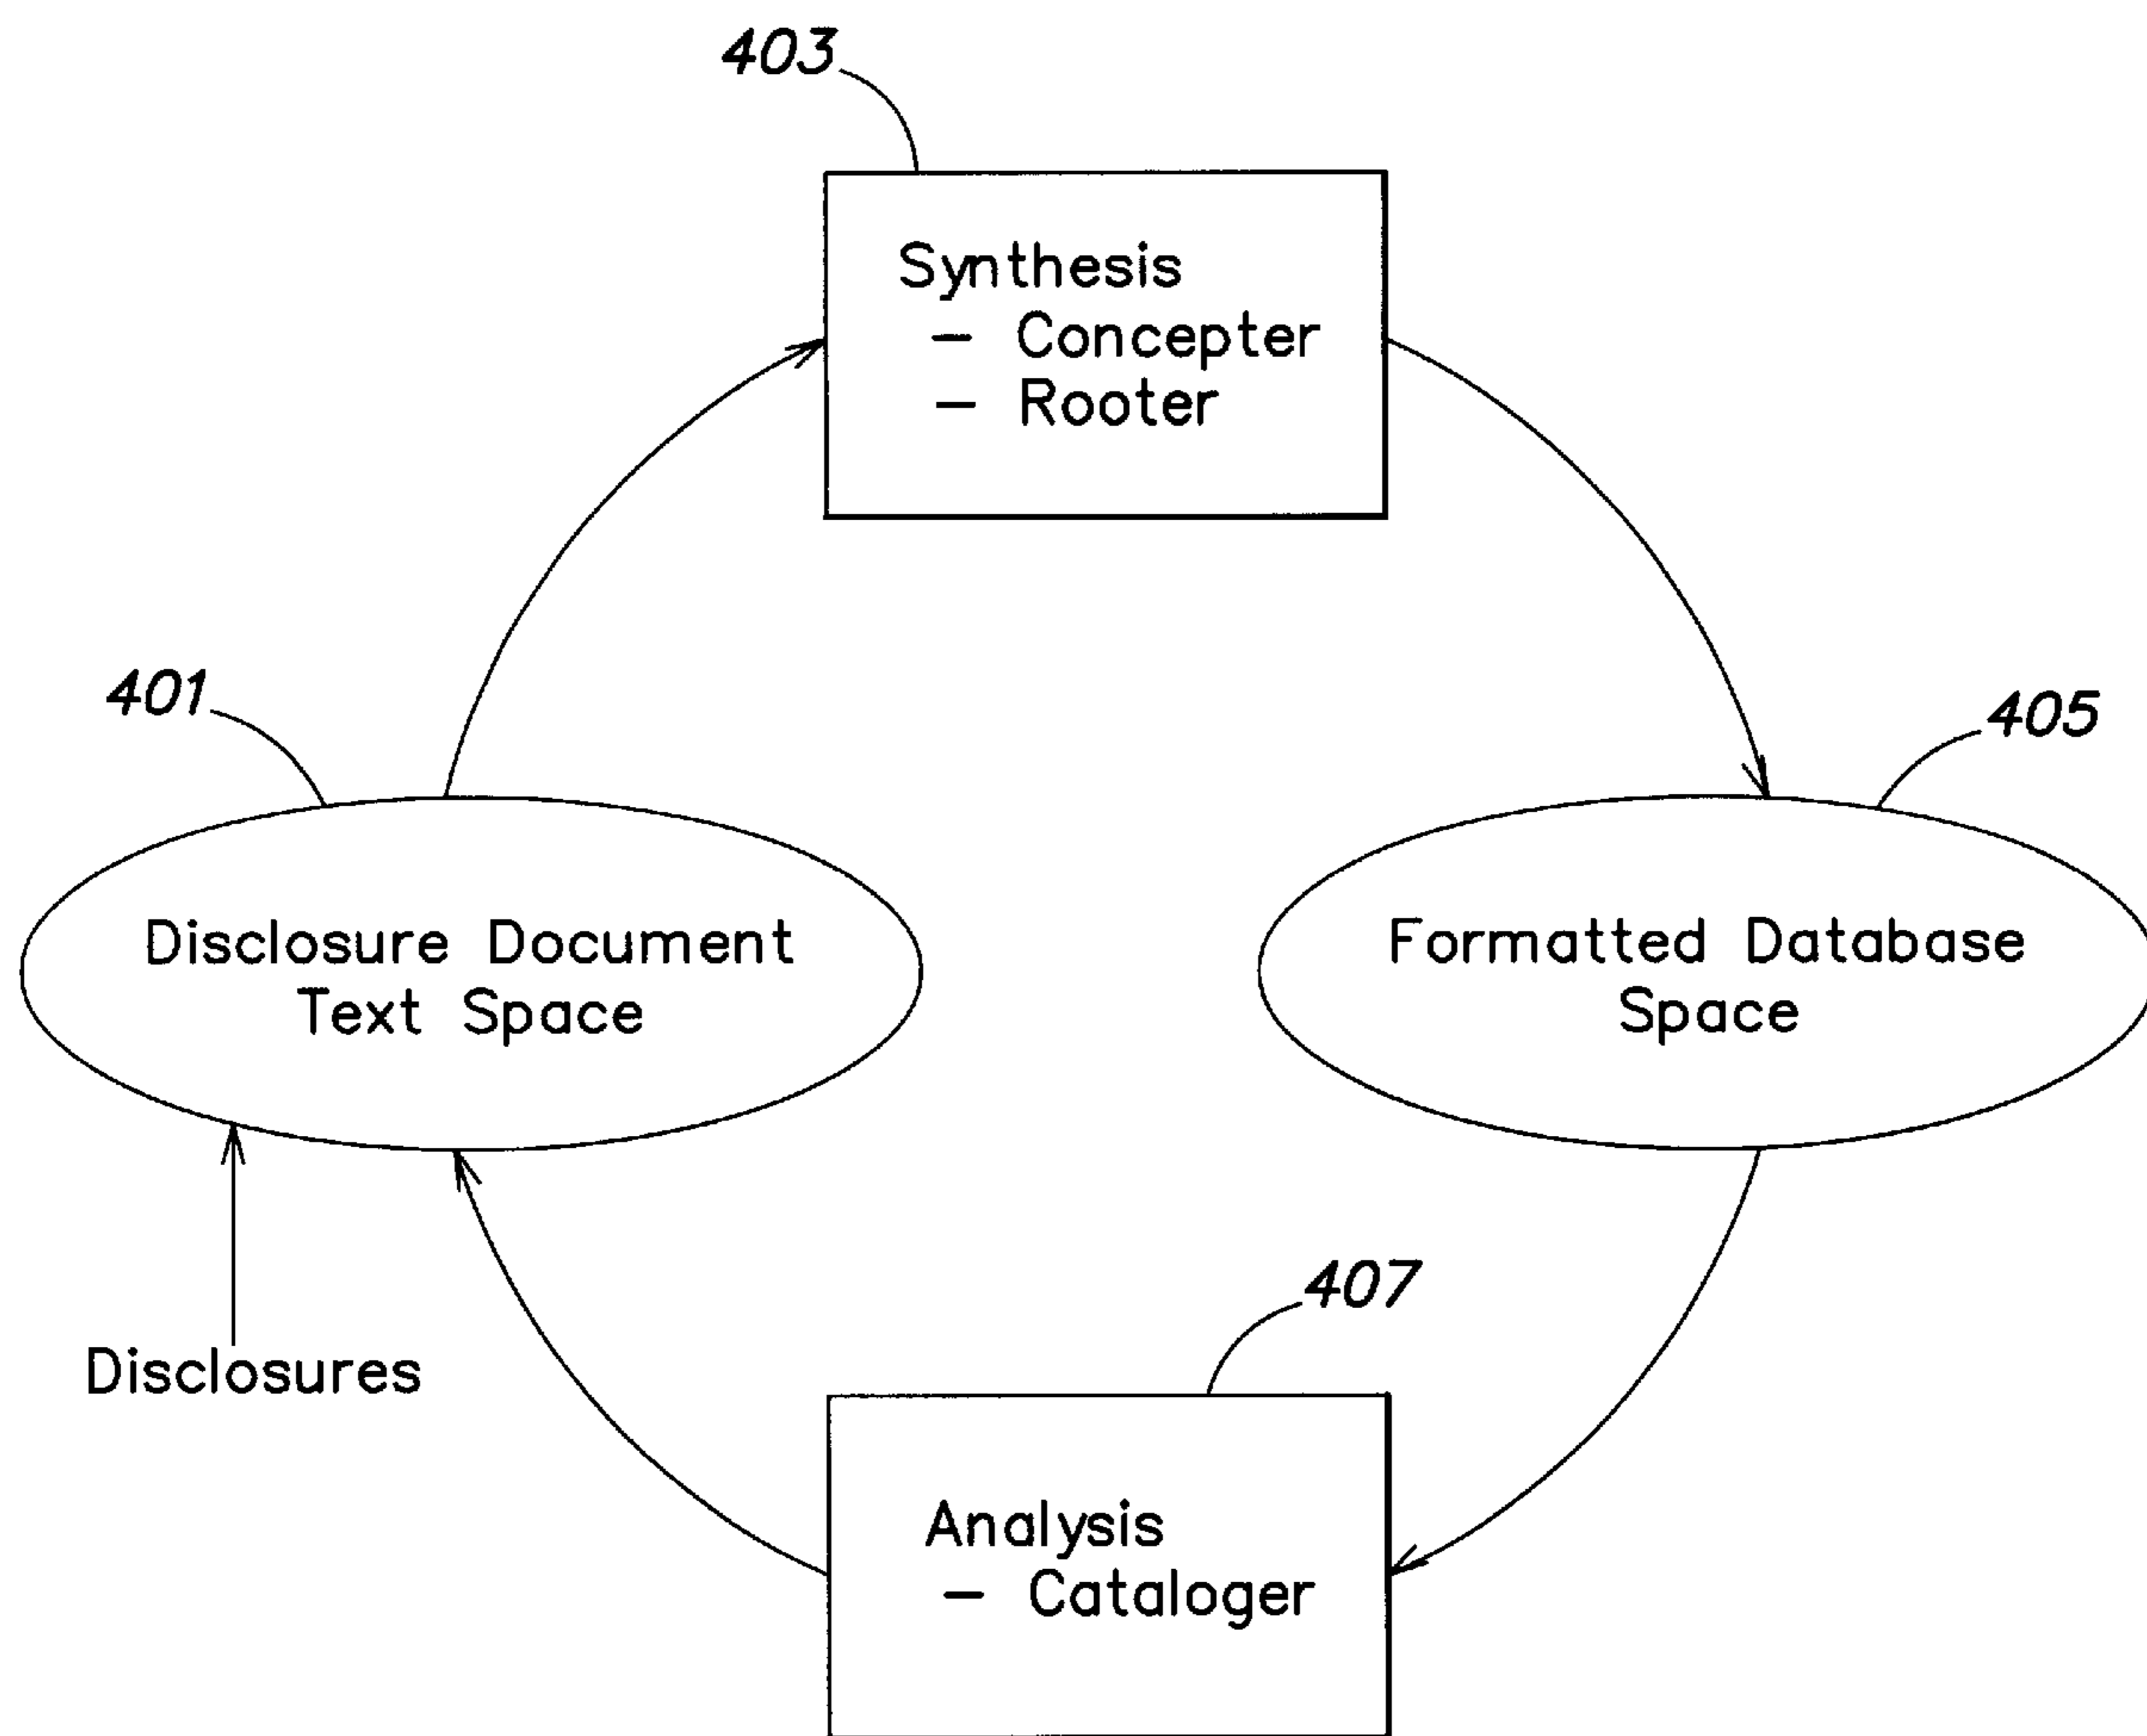 403
Synthesis
– Concepter
– Rooter
401
405
Disclosure Document
Text Space
Formatted Database
Space
407
Disclosures
Analysis
– Cataloger